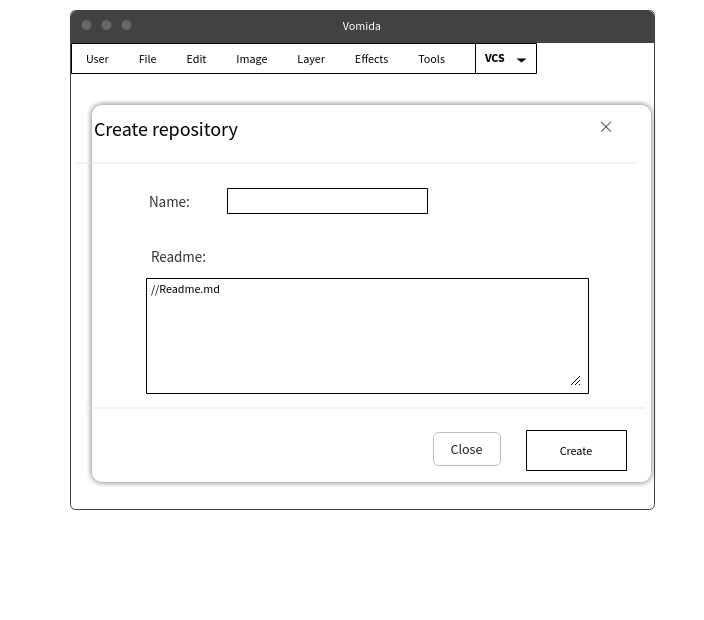 Vomida
User File Edit Image Layer Effects Tools VCS
Create repository
Name:
Readme:
//Readme.md
Close Create